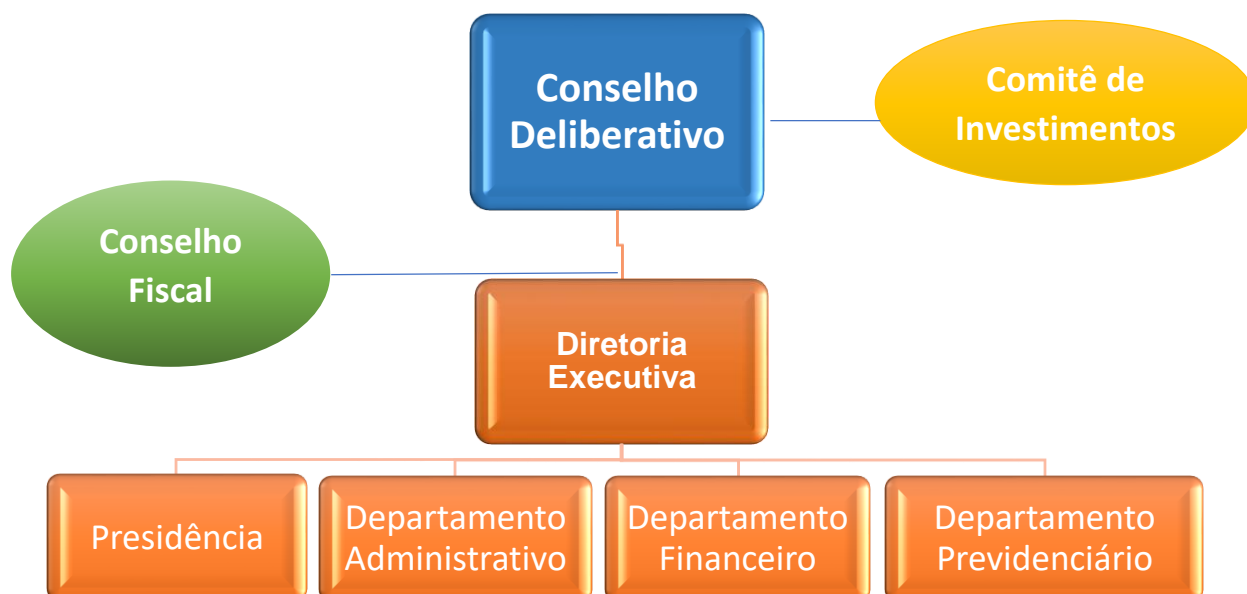 Conselho
Deliberativo
Comitê de
Investimentos
Conselho
Fiscal
Diretoria
Executiva
Presidência
Departamento
Administrativo
Departamento
Financeiro
Departamento
Previdenciário